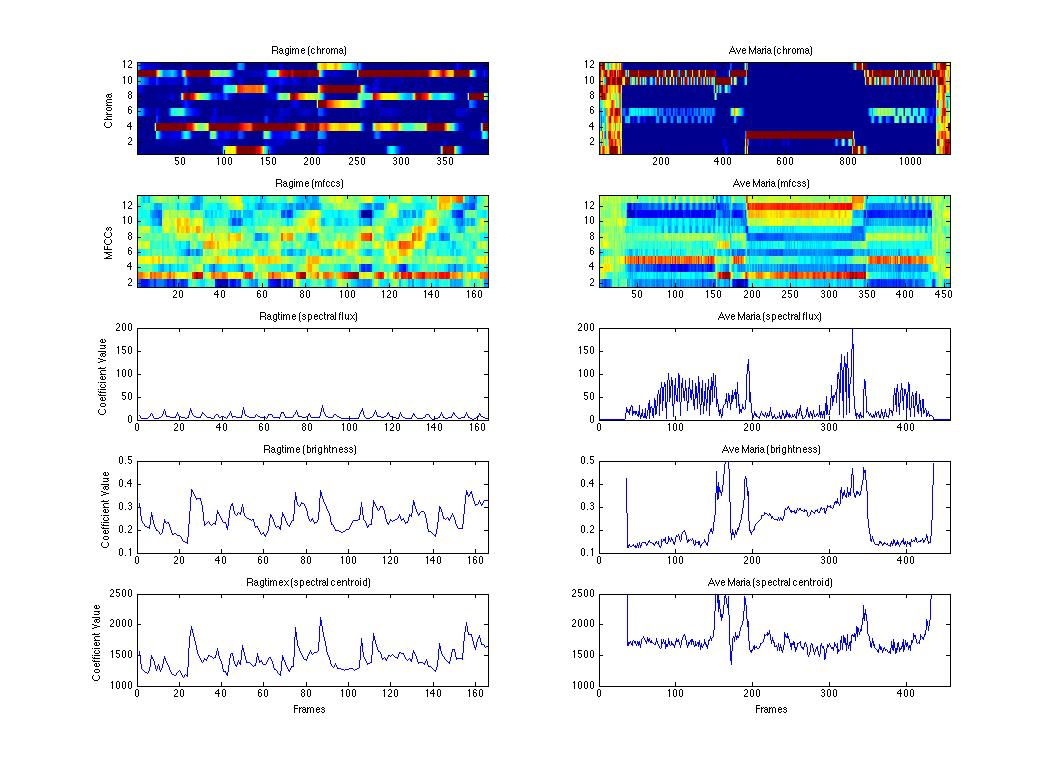 Ragime (chroma)
Chroma
12
10
8
6
4
2
50 100 150 200 250 300 350
Ave Maria (chroma)
12
10
8
6
4
2
200 400 600 800 1000
Ragime (mfccs)
MFCCs
12
10
8
6
4
2
20 40 60 80 100 120 140 160
Ave Maria (mfcss)
12
10
8
6
4
2
50 100 150 200 250 300 350 400 450
Ragtime (spectral flux)
Coefficient Value
200
150
100
50
0
0 20 40 60 80 100 120 140 160
Ave Maria (spectral flux)
200
150
100
50
0
0 100 200 300 400
Ragtime (brightness)
Coefficient Value
0.5
0.4
0.3
0.2
0.1
0 20 40 60 80 100 120 140 160
Ave Maria (brightness)
0.5
0.4
0.3
0.2
0.1
0 100 200 300 400
Ragtimex (spectral centroid)
Coefficient Value
2500
2000
1500
1000
0 20 40 60 80 100 120 140 160
Frames
Ave Maria (spectral centroid)
2500
2000
1500
1000
0 100 200 300 400
Frames